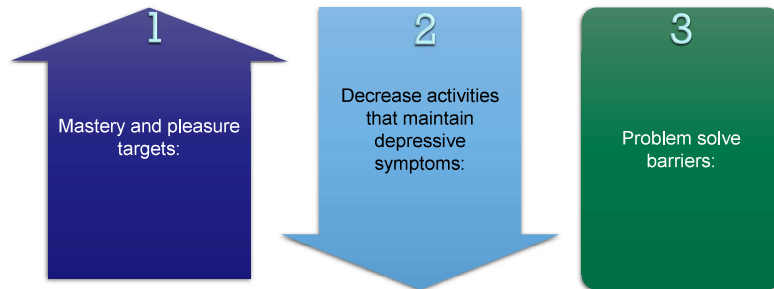 1
Mastery and pleasure
targets:
2
Decrease activities
that maintain
depressive
symptoms:
3
Problem solve
barriers: